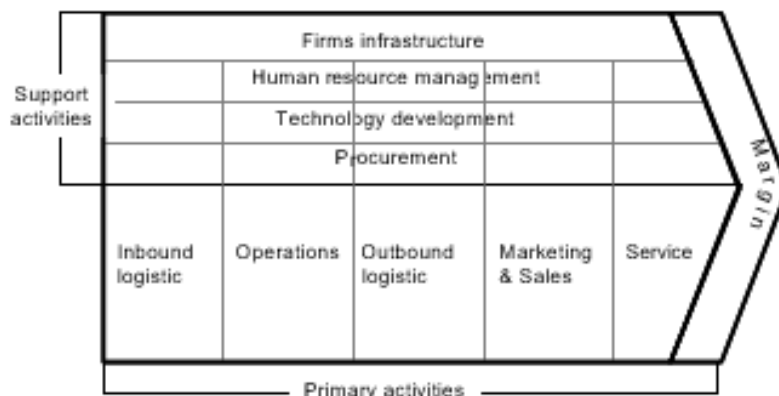 Firms infrastructure
Human resource management
Support
activities
Technology development
Procurement
Margin
Inbound
logistic
Operations
Outbound
logistic
Marketing
& Sales
Service
Primary activities